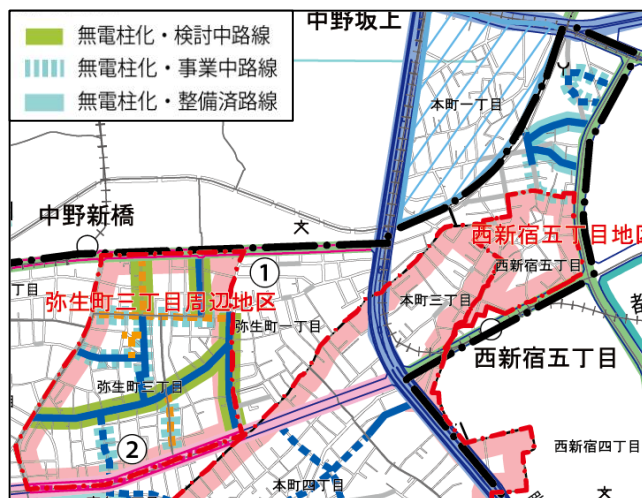 無電柱化・検討中路線
無電柱化・事業中路線
無電柱化・整備済路線
中野坂上
本町一丁目
中野新橋
大
西新宿五丁目地区
西新宿五丁目
丁目
①
弥生町三丁目周辺地区
弥生町一丁目
本町三丁目
都
西新宿五丁目
弥生町三丁目
②
西新宿四丁目
本町四丁目
大